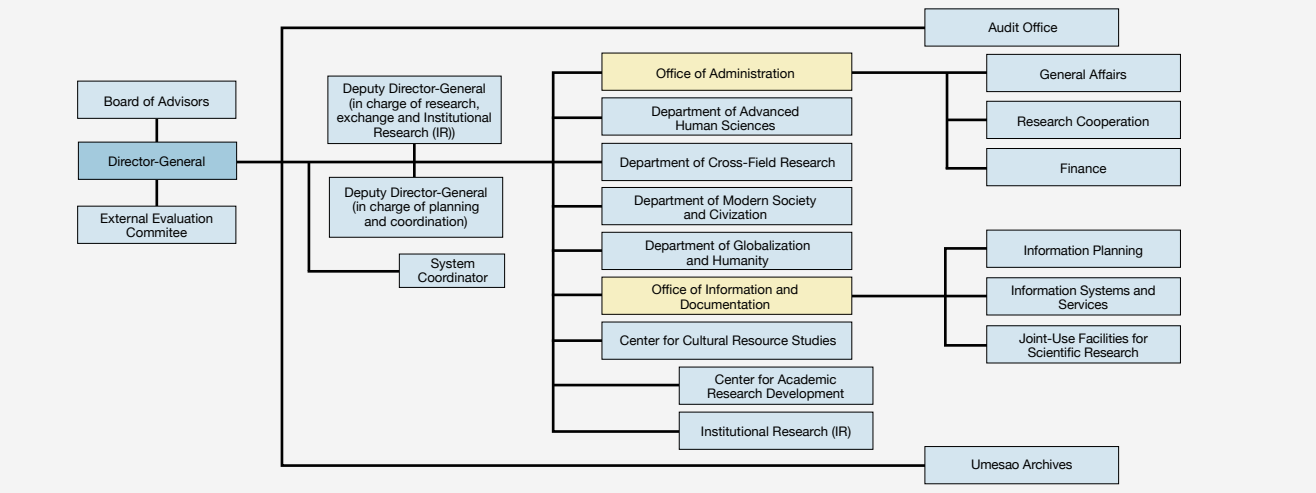 Audit Office
Board of Advisors
Director-General
External Evaluation
Commitee
Deputy Director-General
(in charge of research,
exchange and Institutional
Research (IR))
Deputy Director-General
(in charge of planning
and coordination)
System
Coordinator
Office of Administration
Department of Advanced
Human Sciences
Department of Cross-Field Research
Department of Modern Society
and Civization
Department of Globalization
and Humanity
Office of Information and
Documentation
Center for Cultural Resource Studies
Center for Academic
Research Development
Institutional Research (IR)
General Affairs
Research Cooperation
Finance
Information Planning
Information Systems and
Services
Joint-Use Facilities for
Scientific Research
Umesao Archives